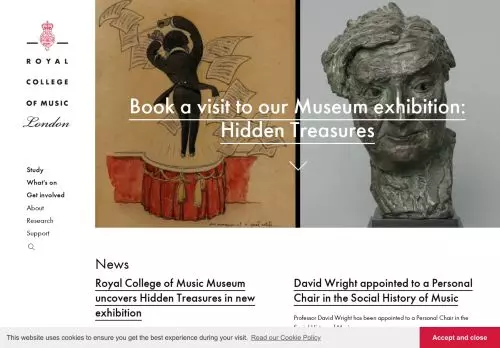 ROYAL
COLLEGE
OF MUSIC
London
Study
What's on
Get involved
About
Research
Support
Book a visit to our Museum exhibition:
Hidden Treasures
News
Royal College of Music Museum
uncovers Hidden Treasures in new
exhibition
David Wright appointed to a Personal
Chair in the Social History of Music
Professor David Wright has been appointed to a Personal Chair in the
This website uses cookies to ensure you get the best experience during your visit. Read our Cookie Policy
Accept and close